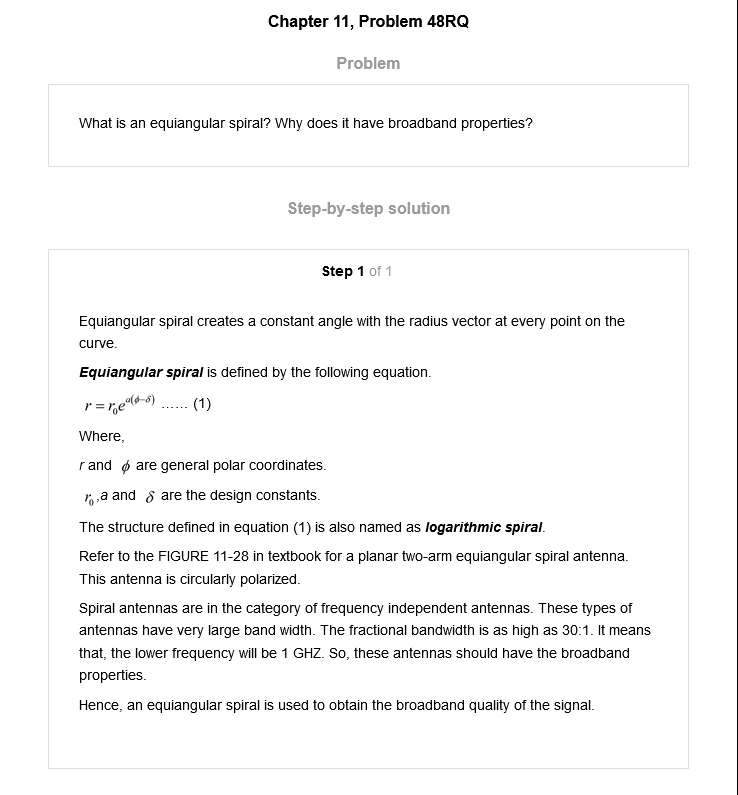 Chapter 11, Problem 48RQ
Problem
What is an equiangular spiral? Why does it have broadband properties?
Step-by-step solution
Step 1 of 1
Equiangular spiral creates a constant angle with the radius vector at every point on the
curve.
Equiangular spiral is defined by the following equation.
r = r₀e^{a(ϕ−δ)} ...... (1)
Where,
r and ϕ are general polar coordinates.
r₀ ,a and δ are the design constants.
The structure defined in equation (1) is also named as logarithmic spiral.
Refer to the FIGURE 11-28 in textbook for a planar two-arm equiangular spiral antenna.
This antenna is circularly polarized.
Spiral antennas are in the category of frequency independent antennas. These types of
antennas have very large band width. The fractional bandwidth is as high as 30:1. It means
that, the lower frequency will be 1 GHZ. So, these antennas should have the broadband
properties.
Hence, an equiangular spiral is used to obtain the broadband quality of the signal.